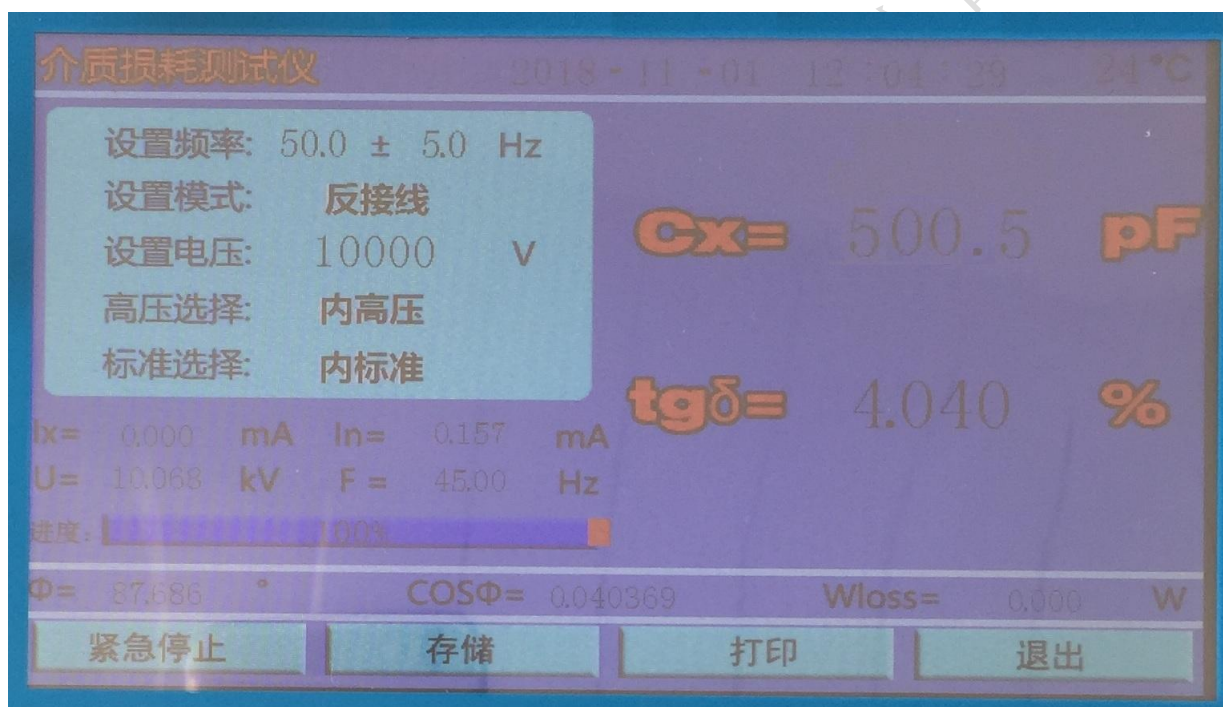 介质损耗测试仪 2018-11-01 12:04:29 24°C
设置频率: 50.0 ± 5.0 Hz
设置模式: 反接线
设置电压: 10000 V
高压选择: 内高压
标准选择: 内标准
Cx= 500.5 pF
tgδ= 4.040 %
Ix= 0.000 mA In= 0.157 mA
U= 10.068 kV F = 45.00 Hz
进度:
Φ= 87.686 ° COSΦ= 0.040369 Wloss= 0.000 W
紧急停止 存储 打印 退出